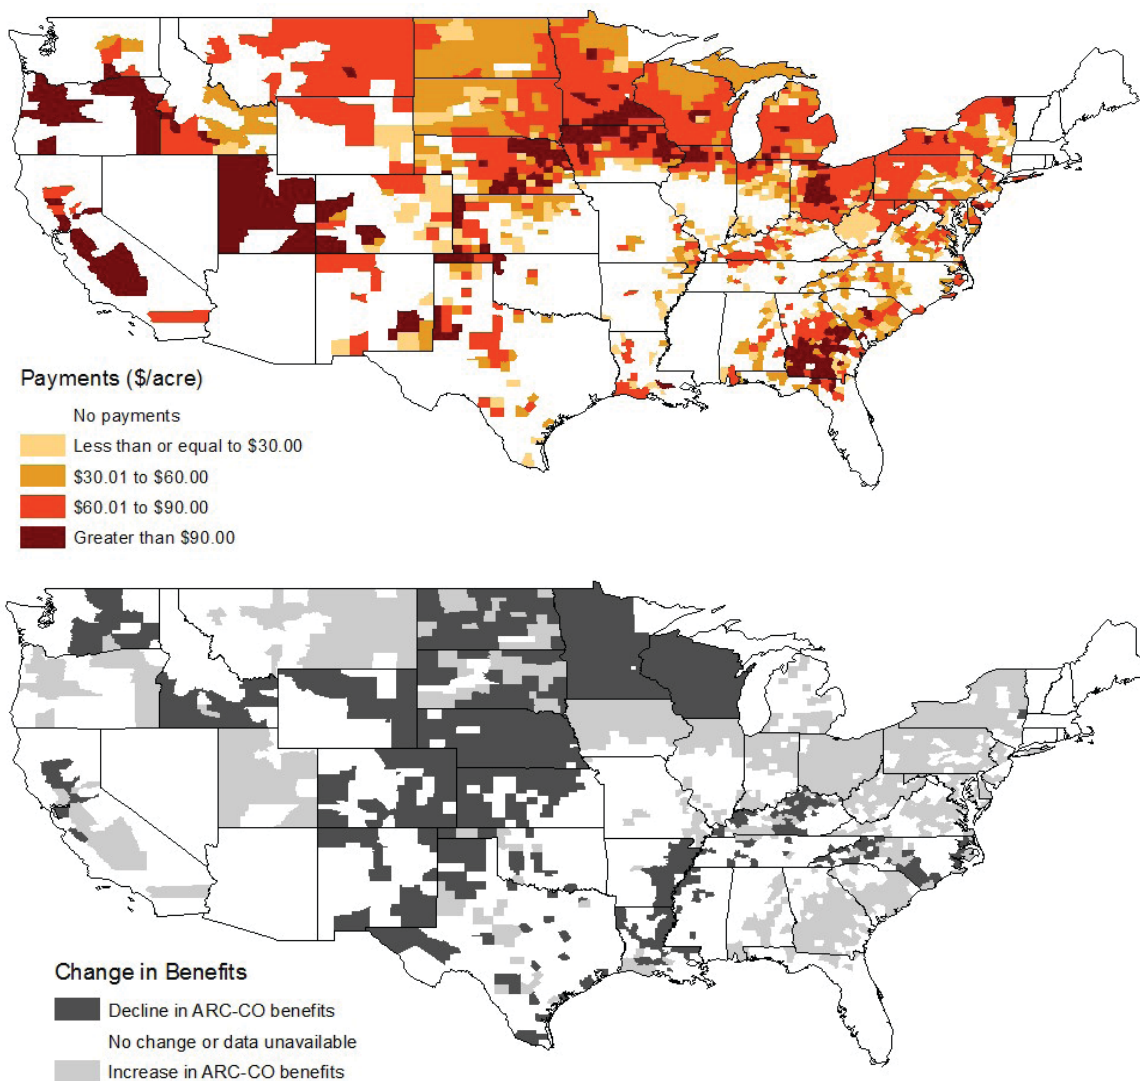 Payments ($/acre)
No payments
Less than or equal to $30.00
$30.01 to $60.00
$60.01 to $90.00
Greater than $90.00
Change in Benefits
Decline in ARC-CO benefits
No change or data unavailable
Increase in ARC-CO benefits